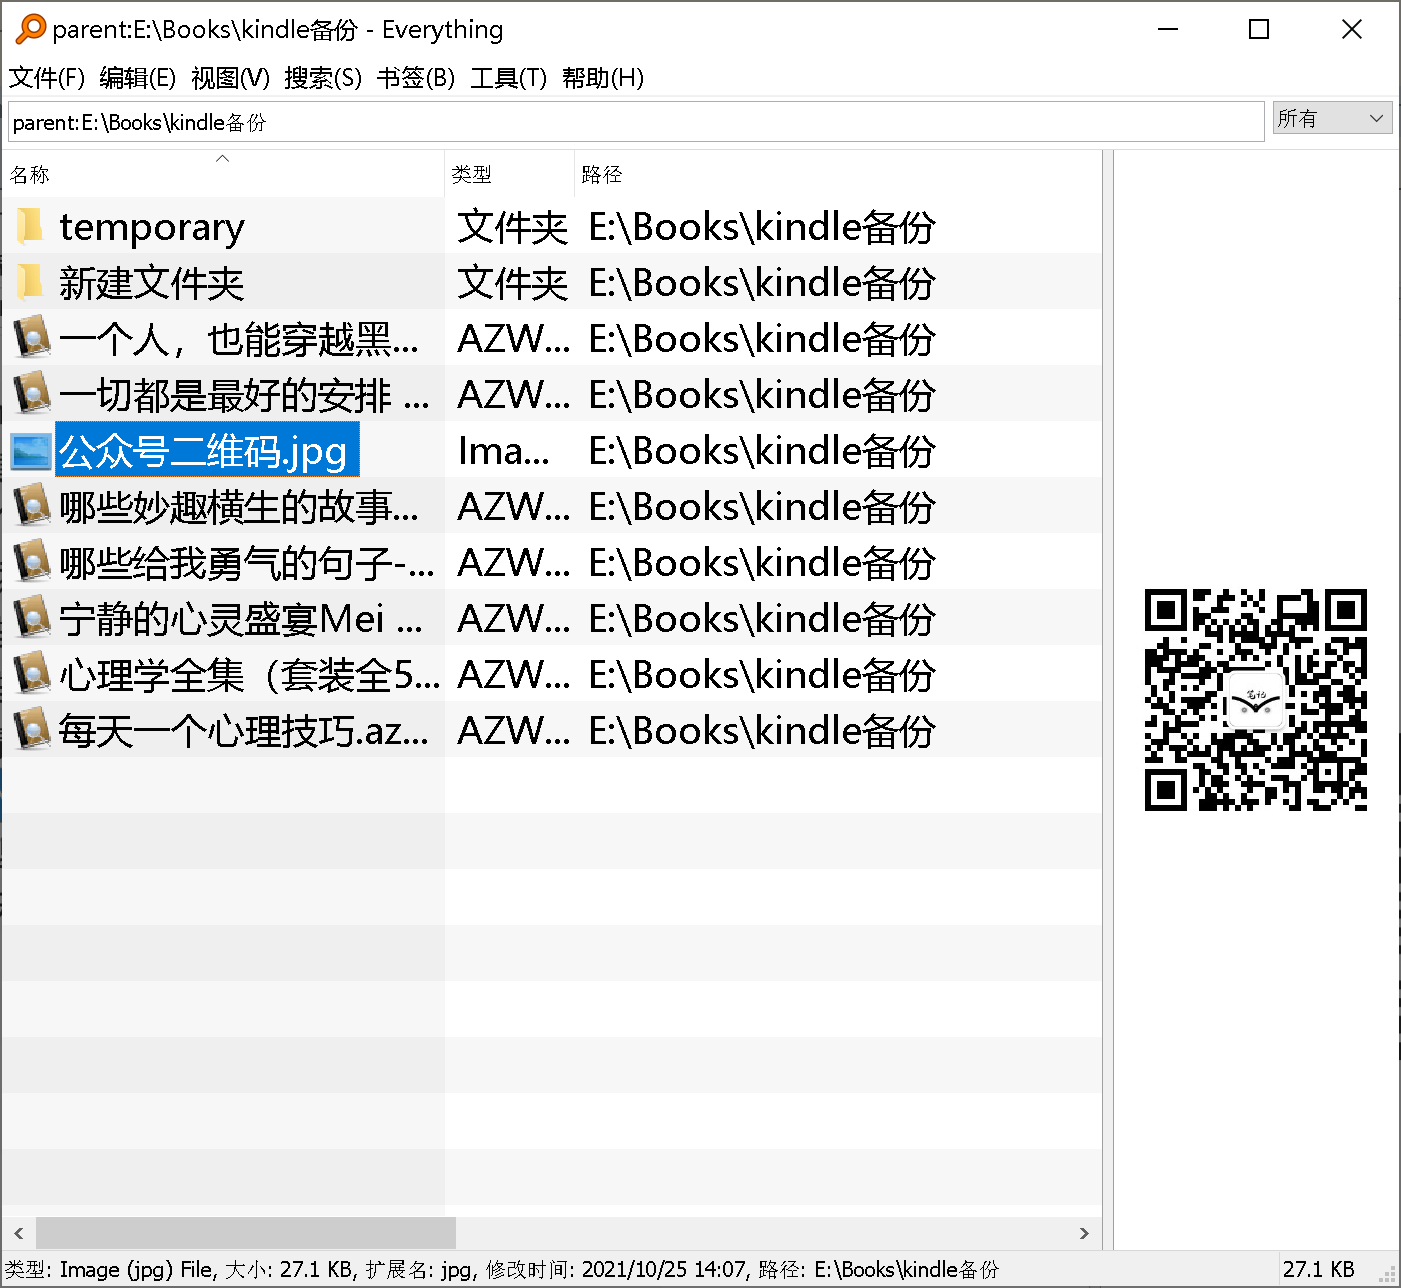 parent:E:\Books\kindle备份 - Everything
文件(F) 编辑(E) 视图(V) 搜索(S) 书签(B) 工具(T) 帮助(H)
parent:E:\Books\kindle备份 所有
名称 类型 路径
temporary 文件夹 E:\Books\kindle备份
新建文件夹 文件夹 E:\Books\kindle备份
一个人，也能穿越黑... AZW... E:\Books\kindle备份
一切都是最好的安排 ... AZW... E:\Books\kindle备份
公众号二维码.jpg Ima... E:\Books\kindle备份
哪些妙趣横生的故事... AZW... E:\Books\kindle备份
哪些给我勇气的句子-... AZW... E:\Books\kindle备份
宁静的心灵盛宴Mei ... AZW... E:\Books\kindle备份
心理学全集（套装全5... AZW... E:\Books\kindle备份
笔记
每天一个心理技巧.az... AZW... E:\Books\kindle备份
类型: Image (jpg) File, 大小: 27.1 KB, 扩展名: jpg, 修改时间: 2021/10/25 14:07, 路径: E:\Books\kindle备份 27.1 KB